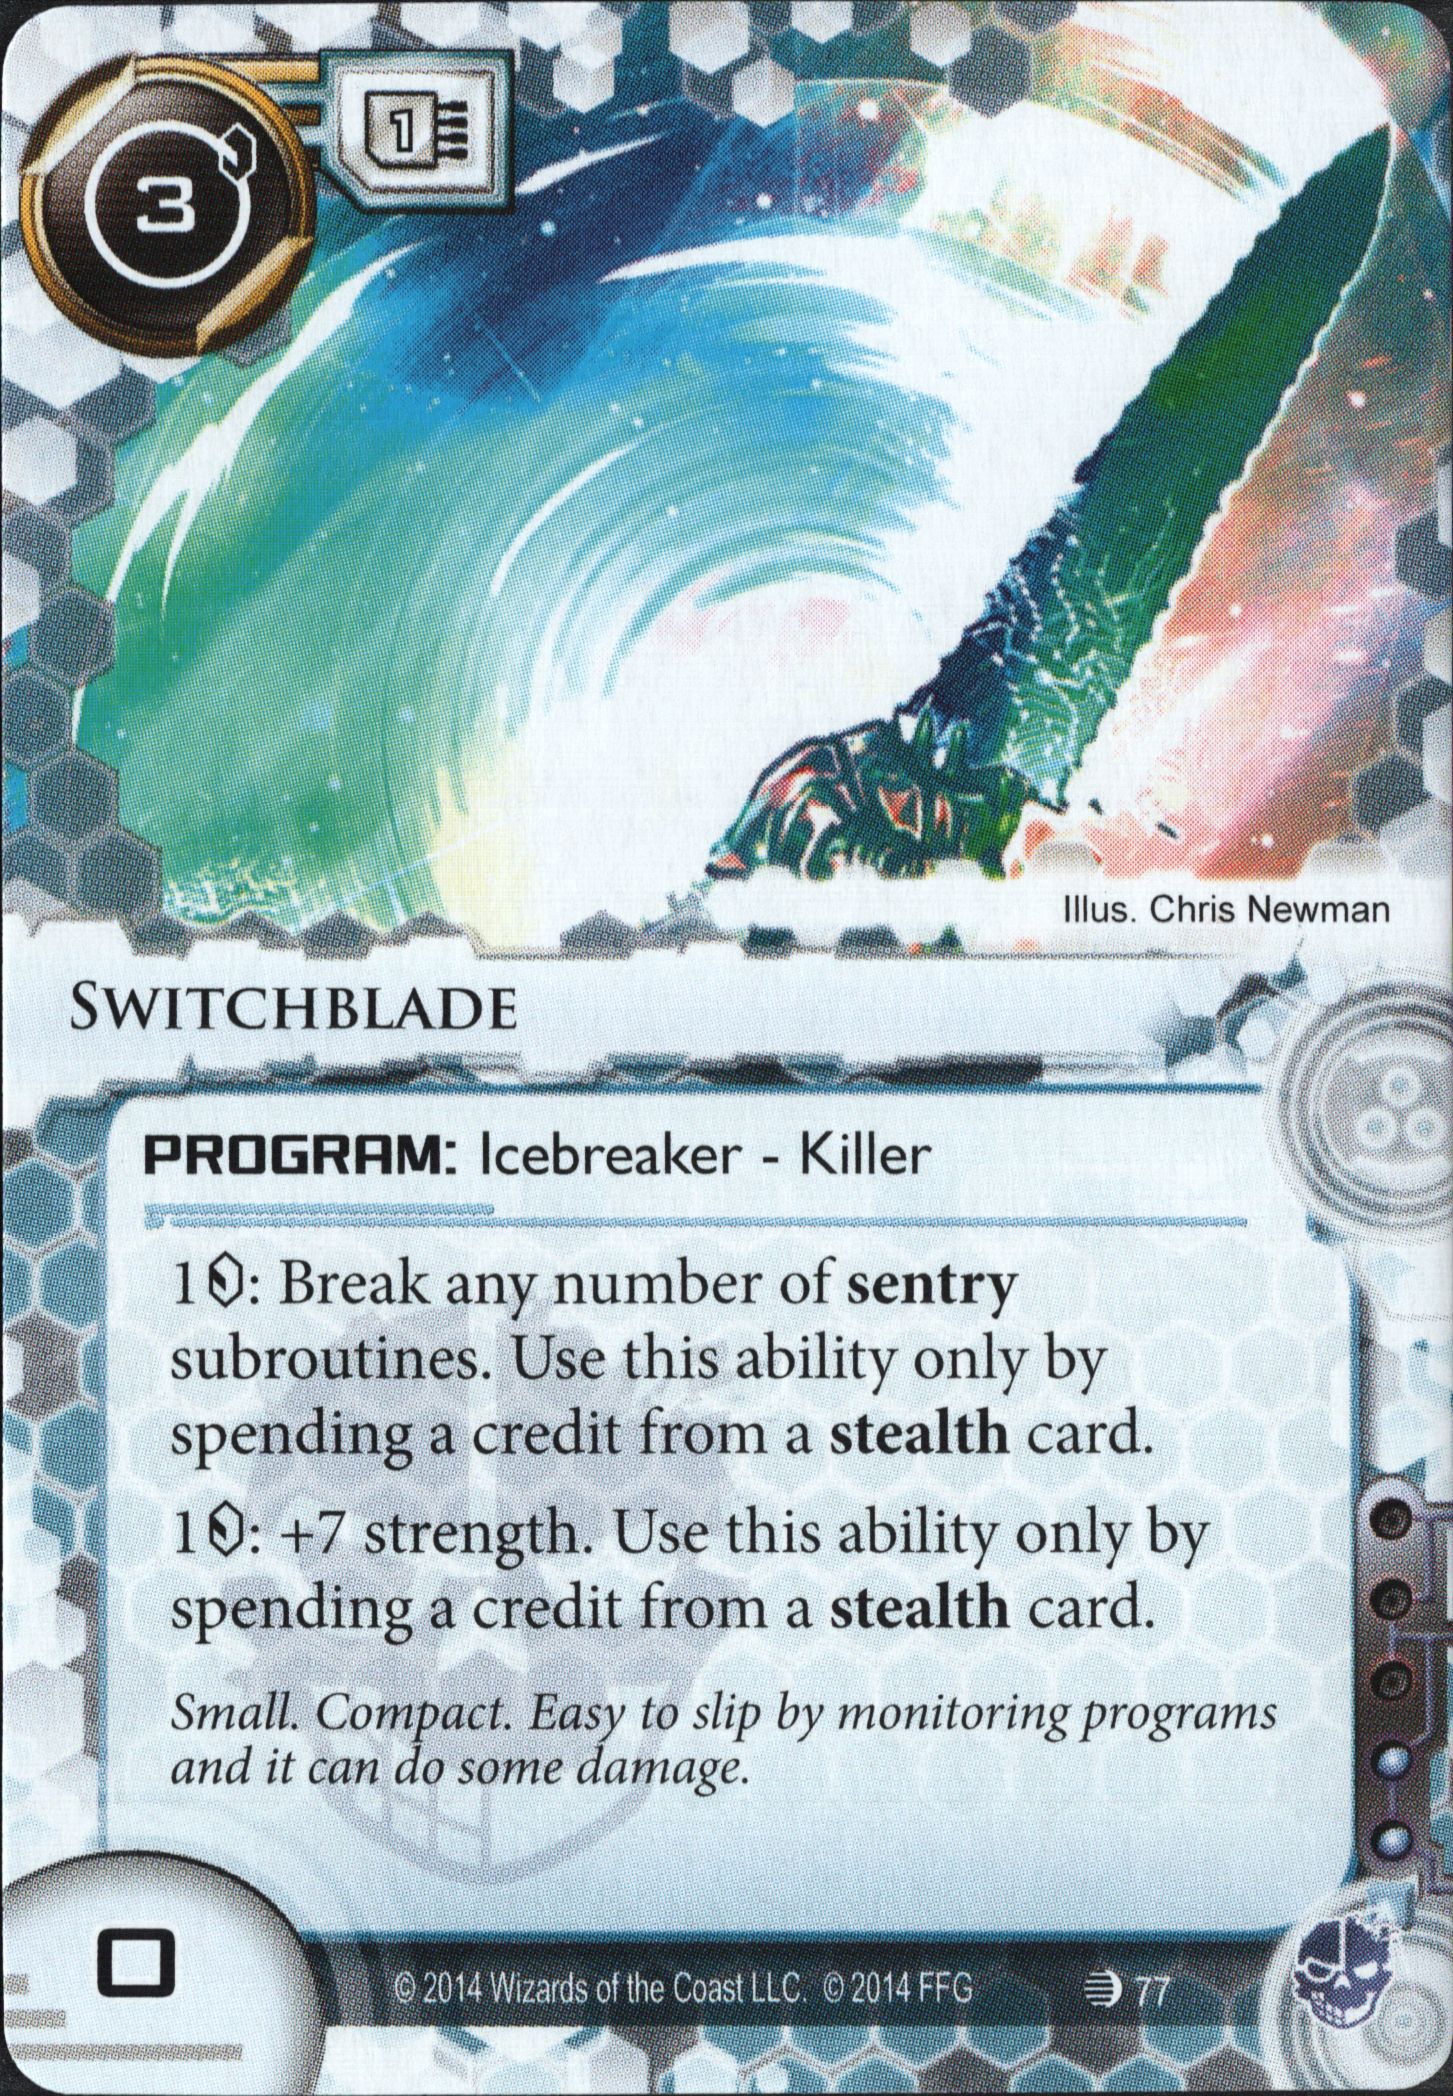 3
1
Illus. Chris Newman
SWITCHBLADE
PROGRAM: Icebreaker - Killer
1: Break any number of sentry
subroutines. Use this ability only by
spending a credit from a stealth card.
1: +7 strength. Use this ability only by
spending a credit from a stealth card.
Small. Compact. Easy to slip by monitoring programs
and it can do some damage.
0
© 2014 Wizards of the Coast LLC. © 2014 FFG 77